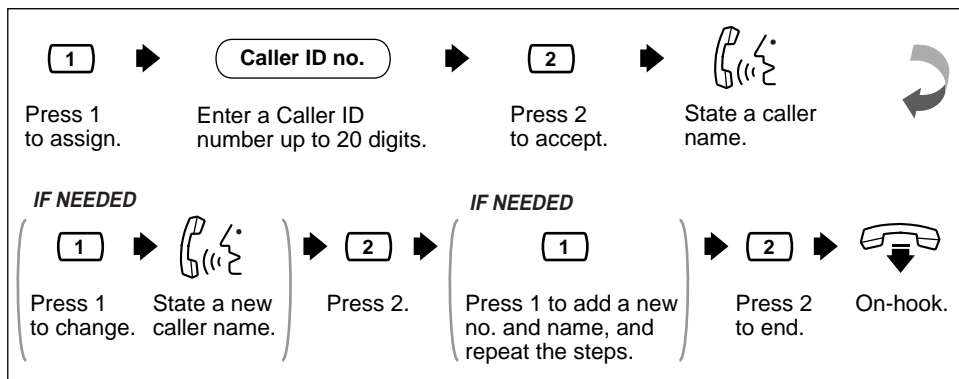 1
Caller ID no.
2
Press 1
to assign.
Enter a Caller ID
number up to 20 digits.
Press 2
to accept.
State a caller
name.
IF NEEDED
IF NEEDED
1
2
1
2
Press 1
to change.
State a new
caller name.
Press 2.
Press 1 to add a new
no. and name, and
repeat the steps.
Press 2
to end.
On-hook.